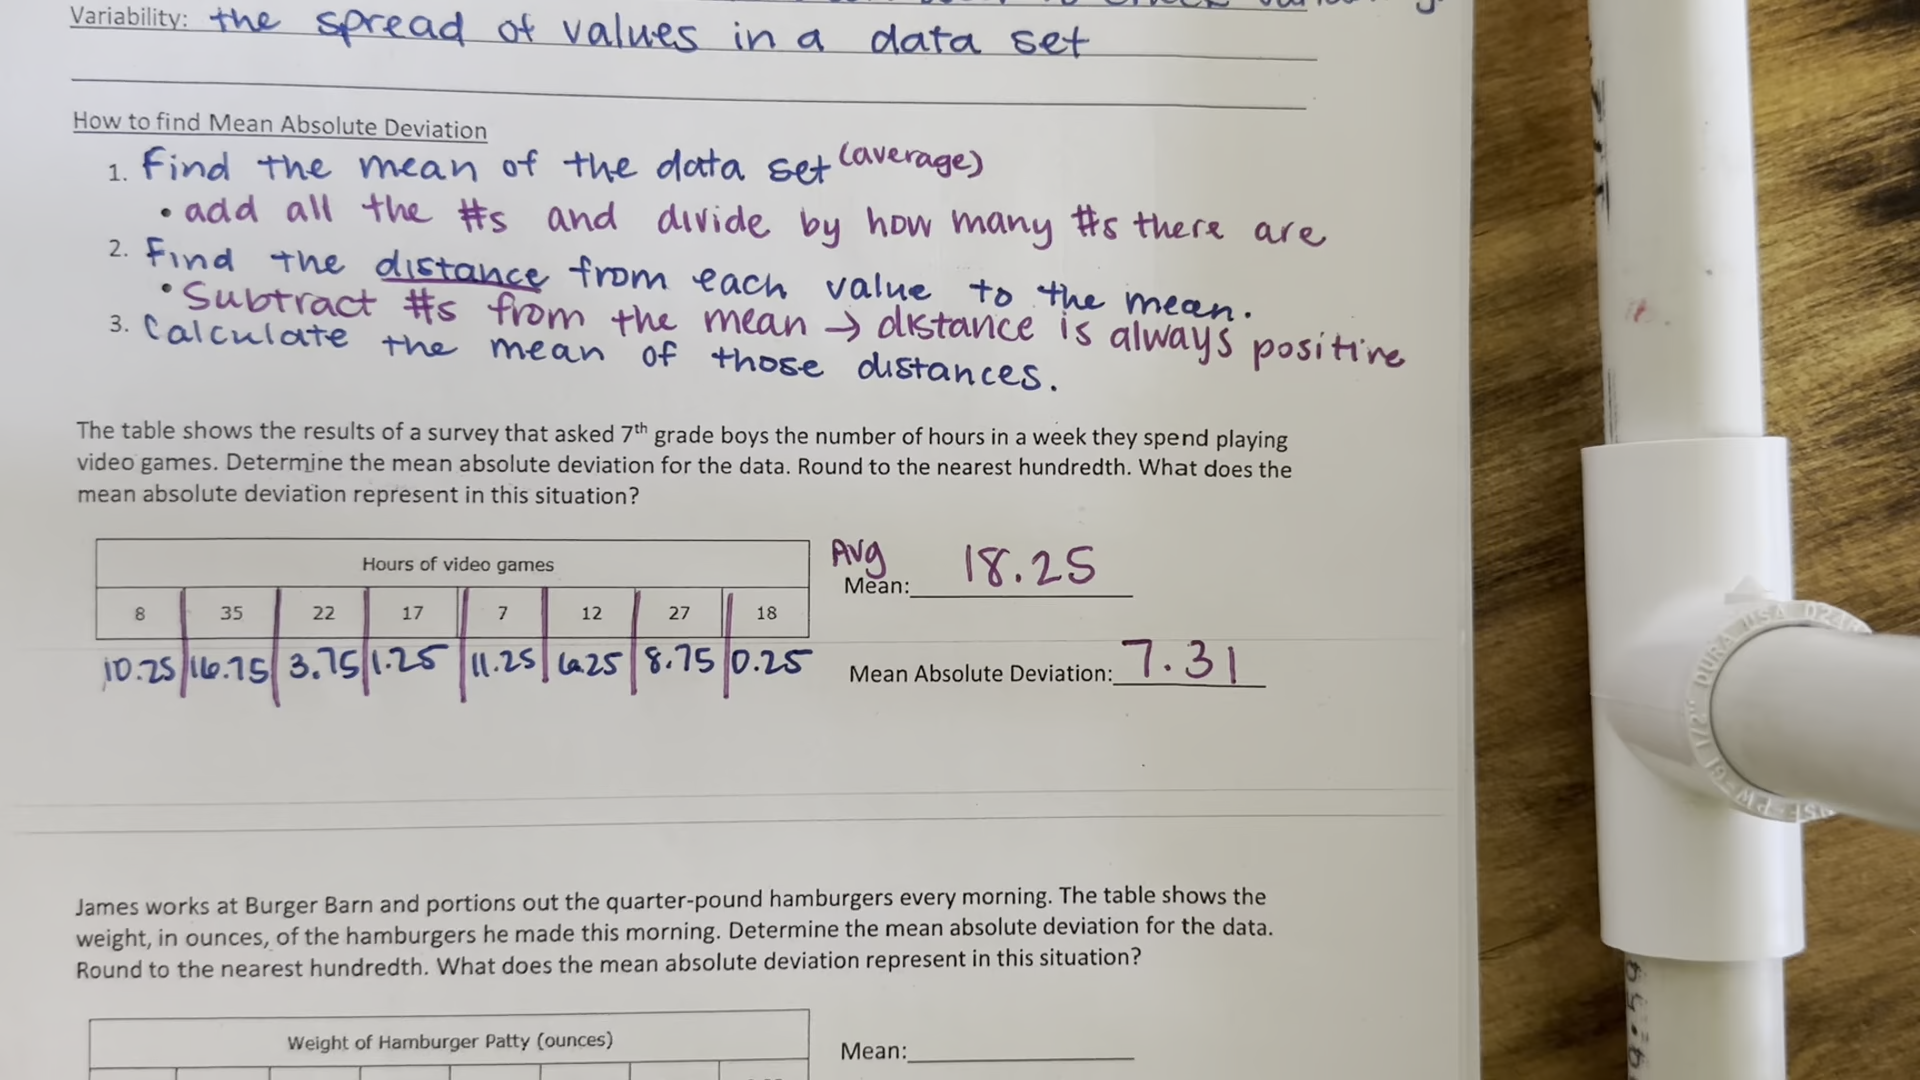 Variability: the spread of values in a data set
How to find Mean Absolute Deviation
1. Find the mean of the data set (average)
• add all the #s and divide by how many #s there are
2. Find the distance from each value to the mean.
• Subtract #s from the mean → distance is always positive
3. Calculate the mean of those distances.
The table shows the results of a survey that asked 7th grade boys the number of hours in a week they spend playing
video games. Determine the mean absolute deviation for the data. Round to the nearest hundredth. What does the
mean absolute deviation represent in this situation?
Hours of video games
8 35 22 17 7 12 27 18
10.25 16.75 3.75 1.25 11.25 6.25 8.75 0.25
Avg
Mean: 18.25
Mean Absolute Deviation: 7.31
James works at Burger Barn and portions out the quarter-pound hamburgers every morning. The table shows the
weight, in ounces, of the hamburgers he made this morning. Determine the mean absolute deviation for the data.
Round to the nearest hundredth. What does the mean absolute deviation represent in this situation?
Weight of Hamburger Patty (ounces)
Mean:
DURA USA
1/2"